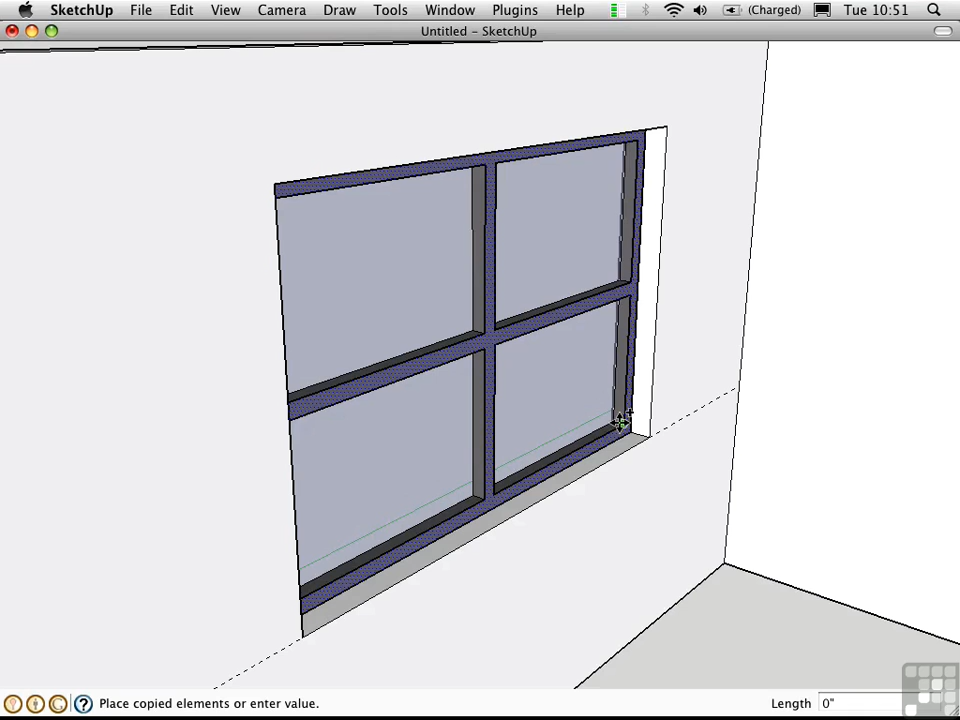 SketchUp File Edit View Camera Draw Tools Window Plugins Help (Charged) Tue 10:51
Untitled – SketchUp
Place copied elements or enter value. Length 0"